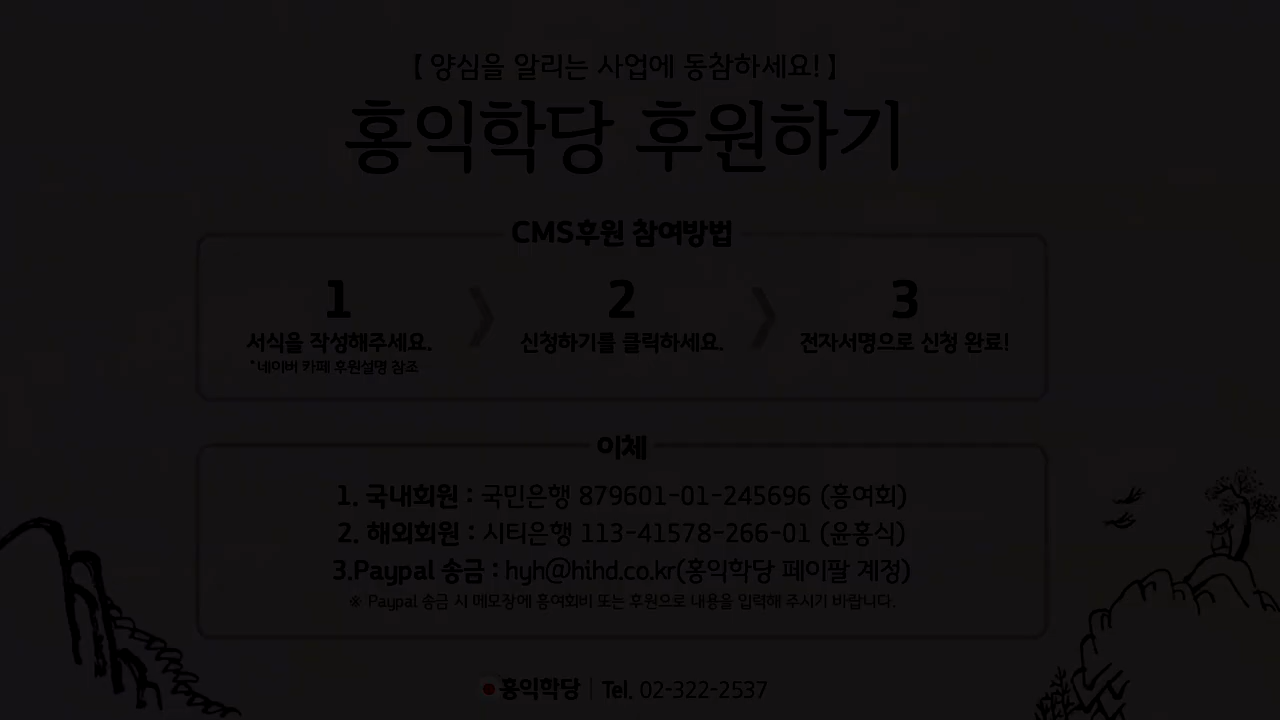 【 양심을 알리는 사업에 동참하세요! 】
홍익학당 후원하기
CMS후원 참여방법
1
서식을 작성해주세요.
*네이버 카페 후원설명 참조
2
신청하기를 클릭하세요.
3
전자서명으로 신청 완료!
이체
1. 국내회원 : 국민은행 879601-01-245696 (흥여회)
2. 해외회원 : 시티은행 113-41578-266-01 (윤홍식)
3.Paypal 송금 : hyh@hihd.co.kr(홍익학당 페이팔 계정)
※ Paypal 송금 시 메모장에 흥여회비 또는 후원으로 내용을 입력해 주시기 바랍니다.
홍익학당 | Tel. 02-322-2537